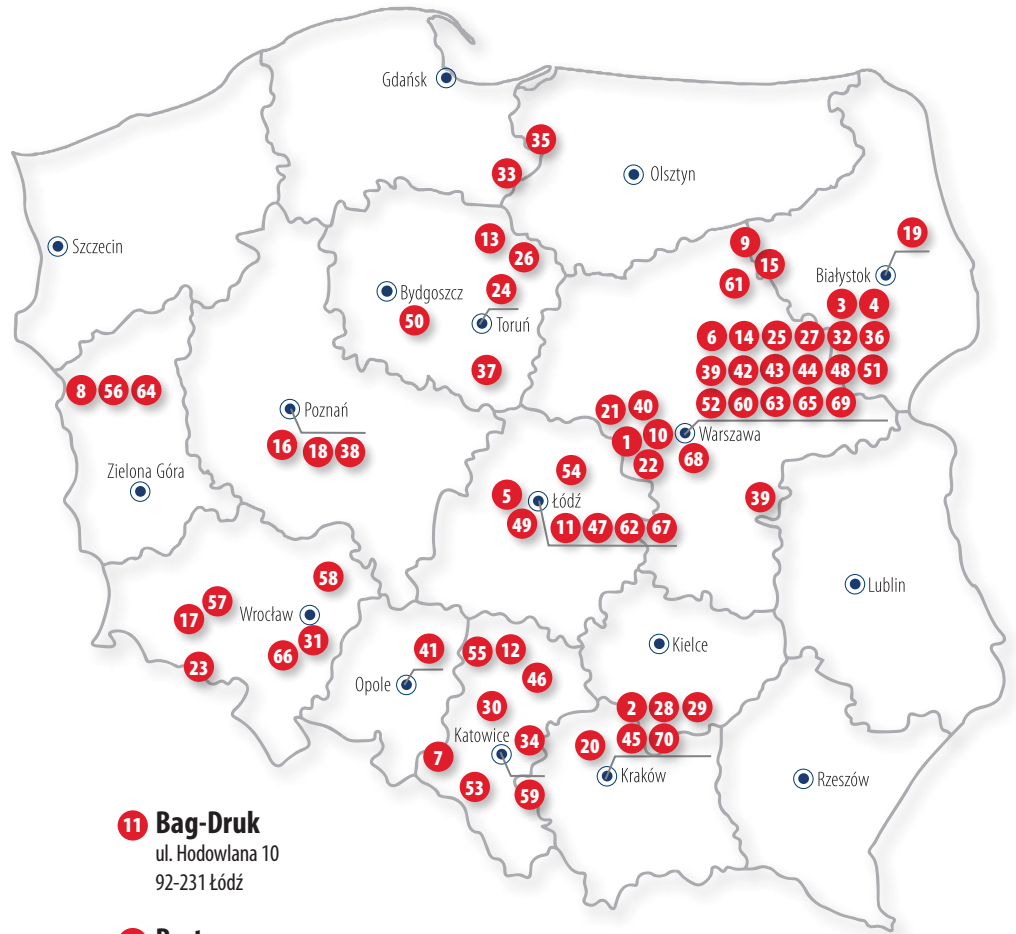 Gdańsk
35
33
Olsztyn
Szczecin
13
26
24
Bydgoszcz
50
Toruń
37
9
15
61
19
Białystok
3 4
6 14 25 27 32 36
39 42 43 44 48 51
52 60 63 65 69
Warszawa
21 40
1 10
22
68
8 56 64
Poznań
16 18 38
Zielona Góra
54
5
Łódź
49
11 47 62 67
39
Lublin
58
57
17
Wrocław
31
66
23
41
Opole
55 12
46
30
Katowice
34
7
53
59
Kielce
2 28 29
20 45 70
Kraków
Rzeszów
11 Bag-Druk
ul. Hodowlana 10
92-231 Łódź